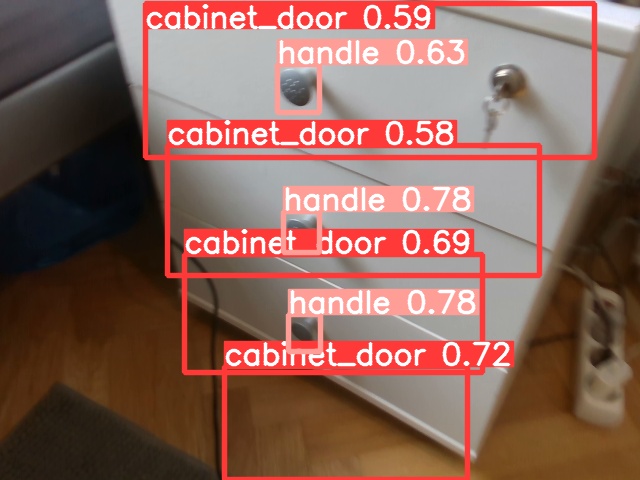 cabinet_door 0.59
handle 0.63
cabinet_door 0.58
handle 0.78
cabinet_door 0.69
handle 0.78
cabinet_door 0.72